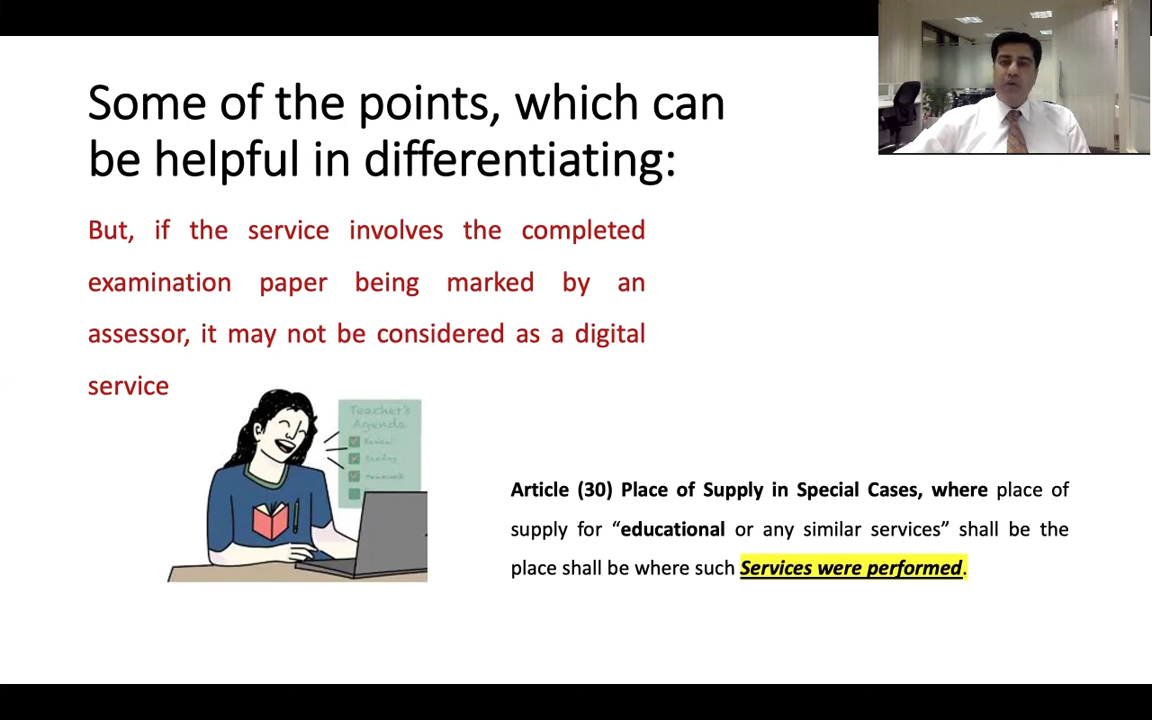 Some of the points, which can
be helpful in differentiating:
But, if the service involves the completed
examination paper being marked by an
assessor, it may not be considered as a digital
service
Teacher's
Agenda
Review
Reading
Homework
Article (30) Place of Supply in Special Cases, where place of
supply for “educational or any similar services” shall be the
place shall be where such Services were performed.